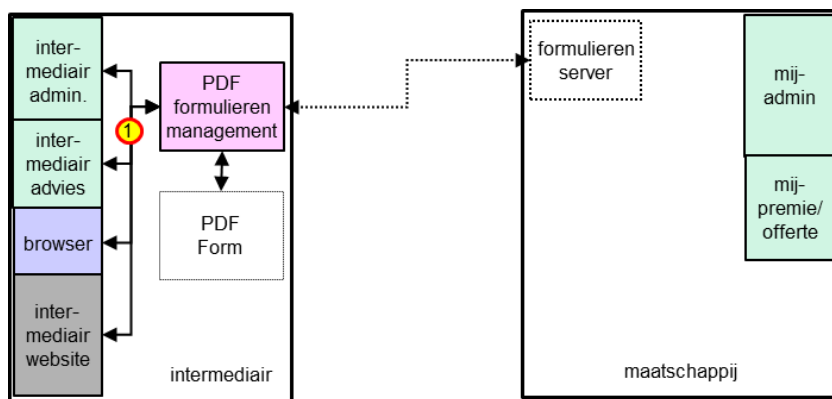 inter-
mediair
admin.
inter-
mediair
advies
browser
inter-
mediair
website
1
PDF
formulieren
management
PDF
Form
intermediair
formulieren
server
mij-
admin
mij-
premie/
offerte
maatschappij